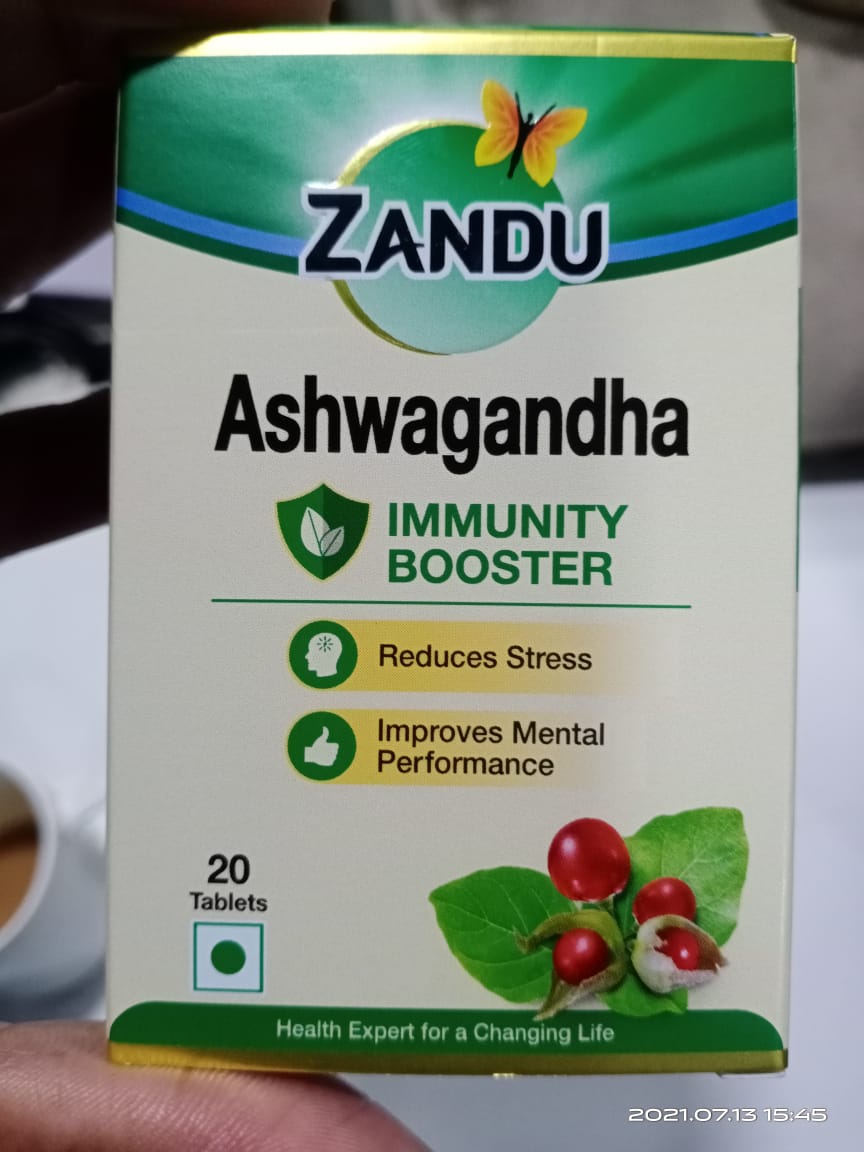 ZANDU
Ashwagandha
IMMUNITY
BOOSTER
Reduces Stress
Improves Mental
Performance
20
Tablets
Health Expert for a Changing Life
2021.07.13 15:45